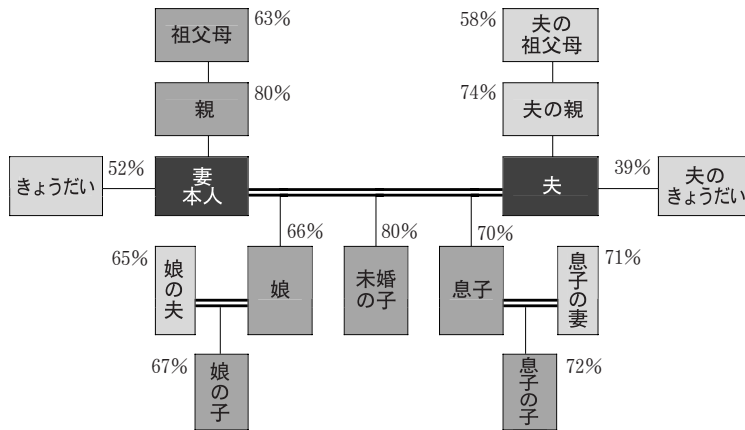 祖父母
63%
58%
夫の
祖父母
親
80%
74%
夫の親
きょうだい
52%
妻
本人
夫
39%
夫の
きょうだい
66%
80%
70%
65%
娘の夫
娘
未婚
の子
息子
息子の妻
71%
67%
娘の子
息子の子
72%